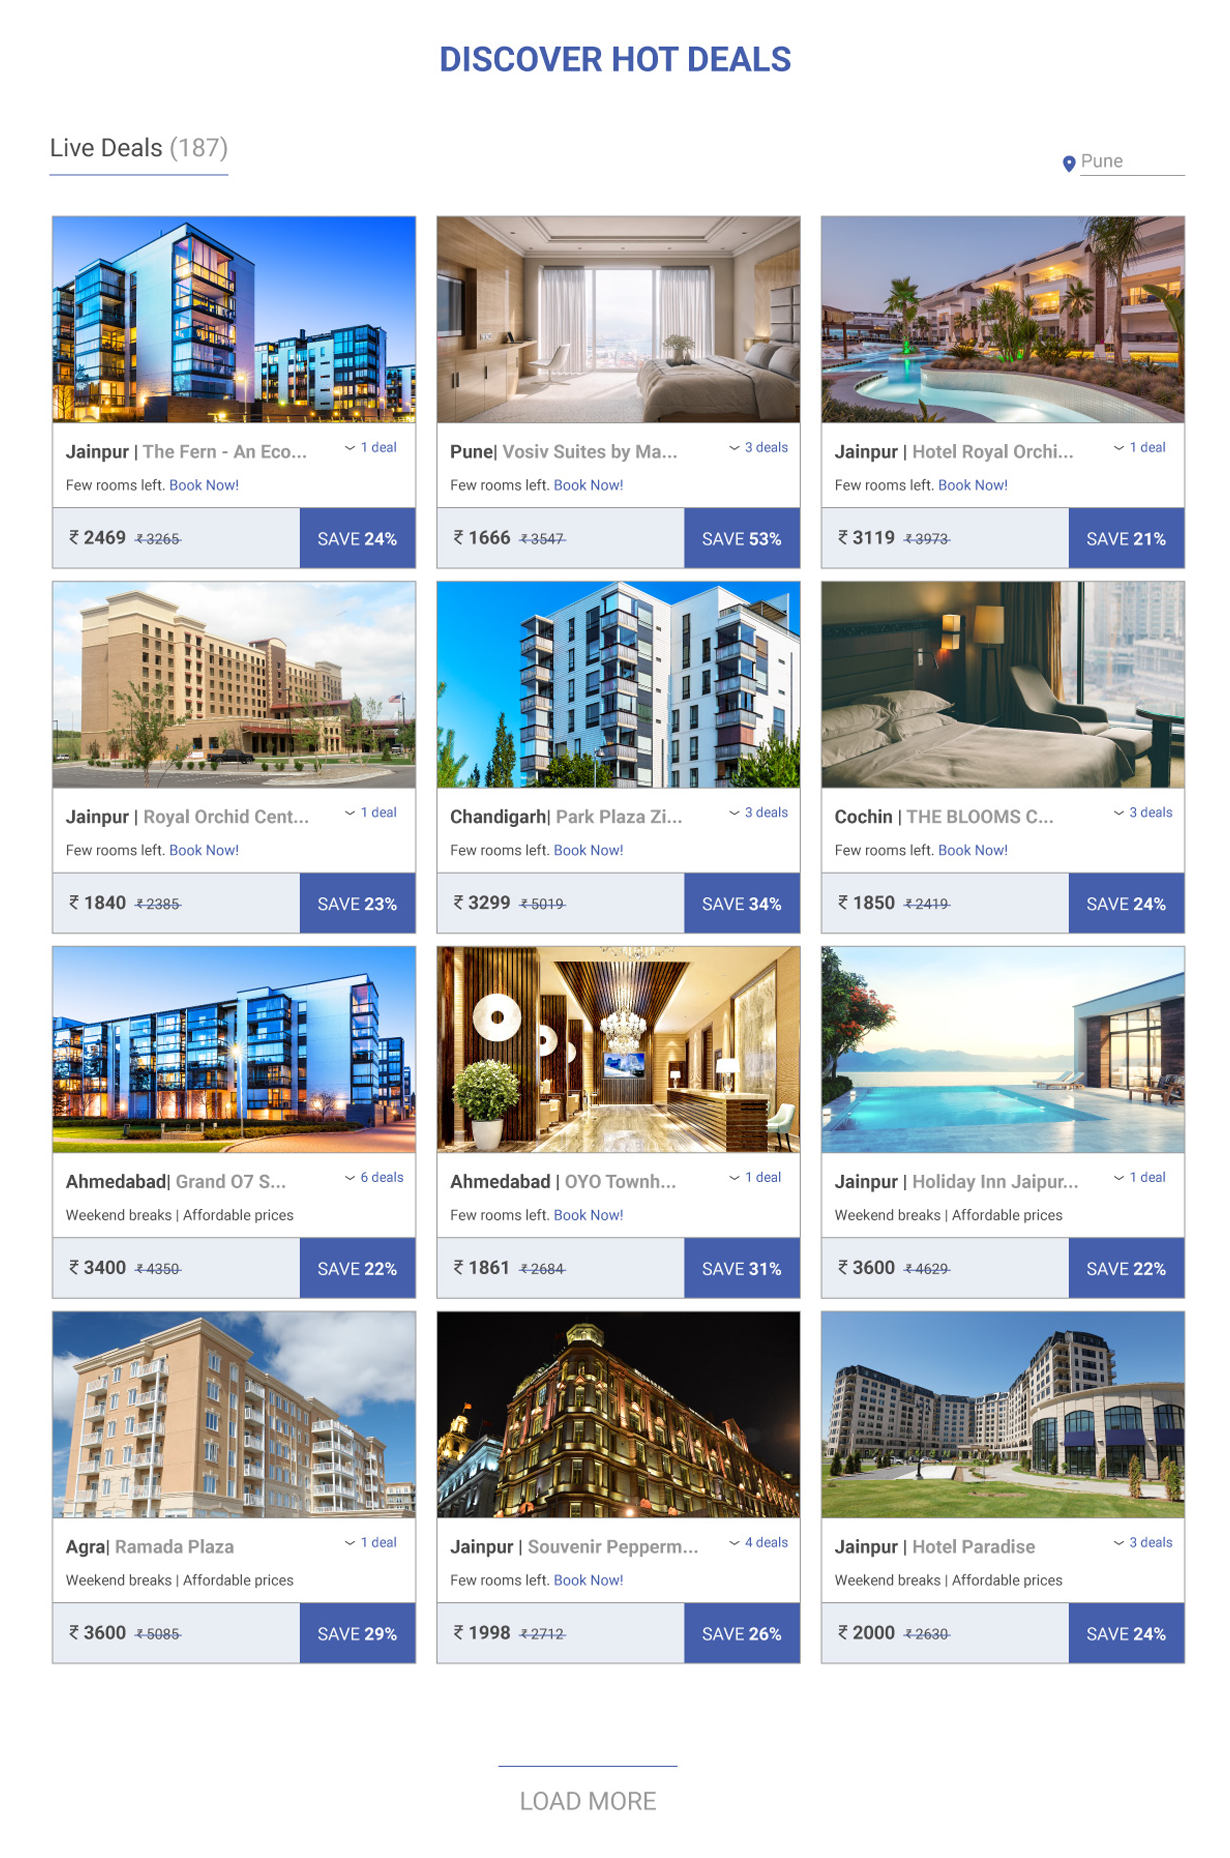 DISCOVER HOT DEALS
Live Deals (187)
Pune
Jainpur | The Fern - An Eco... 1 deal
Few rooms left. Book Now!
₹ 2469 ₹ 3265 SAVE 24%
Pune| Vosiv Suites by Ma... 3 deals
Few rooms left. Book Now!
₹ 1666 ₹ 3547 SAVE 53%
Jainpur | Hotel Royal Orchi... 1 deal
Few rooms left. Book Now!
₹ 3119 ₹ 3973 SAVE 21%
Jainpur | Royal Orchid Cent... 1 deal
Few rooms left. Book Now!
₹ 1840 ₹ 2385 SAVE 23%
Chandigarh| Park Plaza Zi... 3 deals
Few rooms left. Book Now!
₹ 3299 ₹ 5019 SAVE 34%
Cochin | THE BLOOMS C... 3 deals
Few rooms left. Book Now!
₹ 1850 ₹ 2419 SAVE 24%
Ahmedabad| Grand O7 S... 6 deals
Weekend breaks | Affordable prices
₹ 3400 ₹ 4350 SAVE 22%
Ahmedabad | OYO Townh... 1 deal
Few rooms left. Book Now!
₹ 1861 ₹ 2684 SAVE 31%
Jainpur | Holiday Inn Jaipur... 1 deal
Weekend breaks | Affordable prices
₹ 3600 ₹ 4629 SAVE 22%
Agra| Ramada Plaza 1 deal
Weekend breaks | Affordable prices
₹ 3600 ₹ 5085 SAVE 29%
Jainpur | Souvenir Pepperm... 4 deals
Few rooms left. Book Now!
₹ 1998 ₹ 2712 SAVE 26%
Jainpur | Hotel Paradise 3 deals
Weekend breaks | Affordable prices
₹ 2000 ₹ 2630 SAVE 24%
LOAD MORE